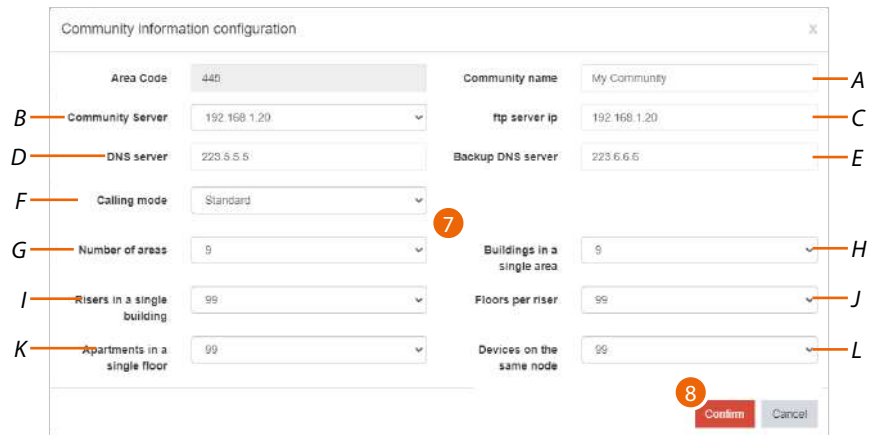 Community information configuration x
Area Code 445 Community name My Community A
B Community Server 192.168.1.20 ftp server ip 192.168.1.20 C
D DNS server 223.5.5.5 Backup DNS server 223.6.6.6 E
F Calling mode Standard
7
G Number of areas 9 Buildings in a single area 9 H
I Risers in a single building 99 Floors per riser 99 J
K Apartments in a single floor 99 Devices on the same node 99 L
8
Confirm Cancel